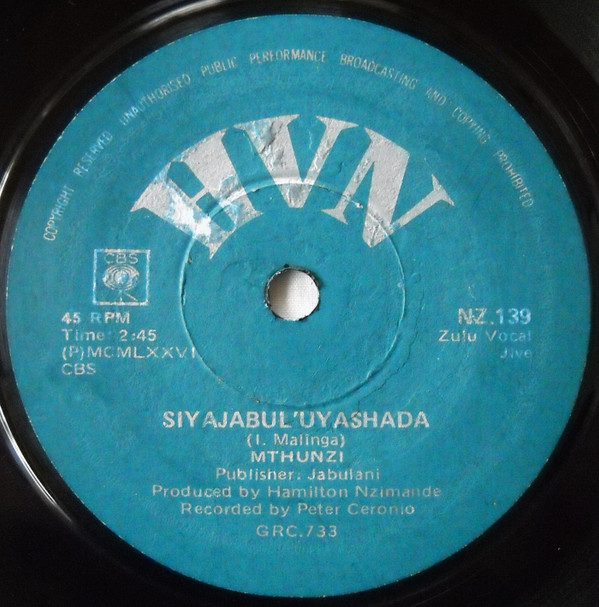 COPYRIGHT RESERVED UNAUTHORISED PUBLIC PERFORMANCE BROADCASTING AND COPYING PROHIBITED
HVN
CBS
45 RPM
Time: 2:45
(P)MCMLXXVI
CBS
NZ.139
Zulu Vocal
Jive
SIYAJABUL'UYASHADA
(I. Malinga)
MTHUNZI
Publisher: Jabulani
Produced by Hamilton Nzimande
Recorded by Peter Ceronio
GRC.733